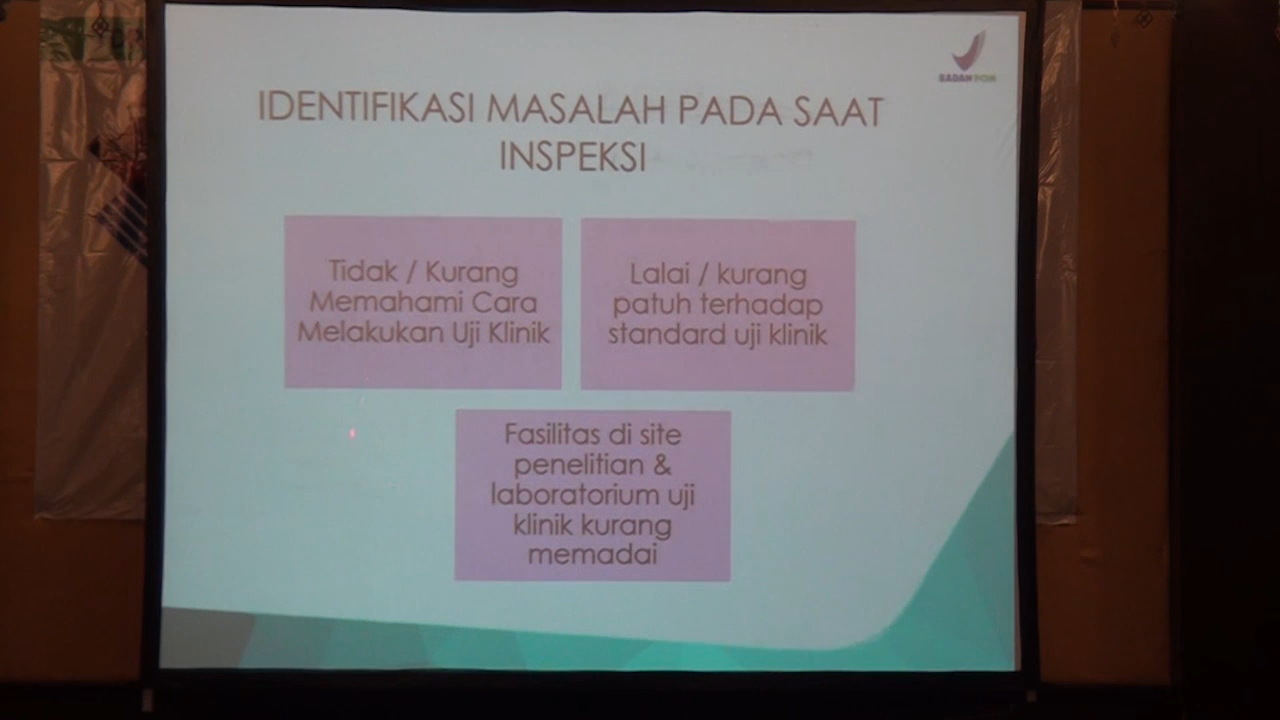 BADAN POM
IDENTIFIKASI MASALAH PADA SAAT
INSPEKSI
Tidak / Kurang
Memahami Cara
Melakukan Uji Klinik
Lalai / kurang
patuh terhadap
standard uji klinik
Fasilitas di site
penelitian &
laboratorium uji
klinik kurang
memadai